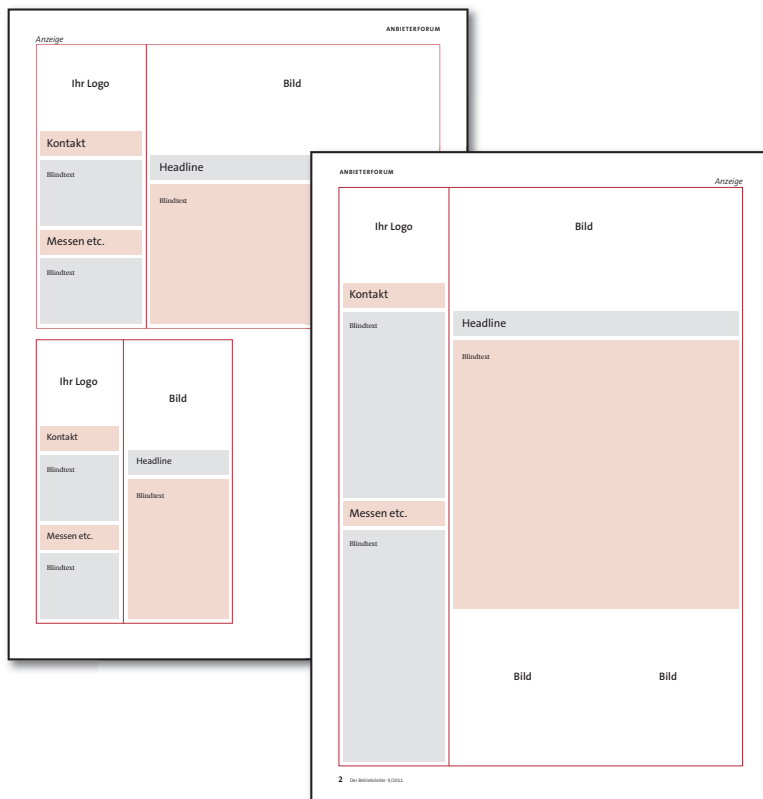 ANBIETERFORUM
Anzeige
Ihr Logo
Bild
Kontakt
Headline
Blindtext
Blindtext
Messen etc.
Blindtext
Ihr Logo
Bild
Kontakt
Headline
Blindtext
Blindtext
Messen etc.
Blindtext
ANBIETERFORUM
Anzeige
Ihr Logo
Bild
Kontakt
Headline
Blindtext
Blindtext
Messen etc.
Blindtext
Bild
Bild
2 Der Betriebsleiter 9/2011